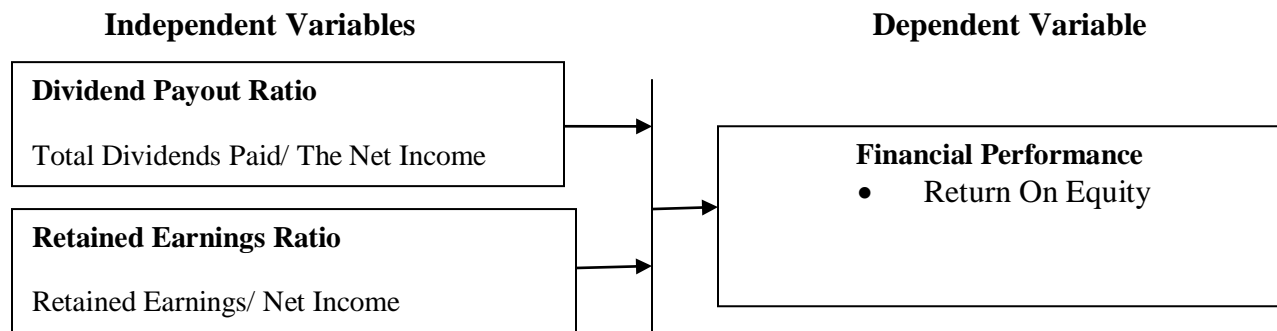 Independent Variables
Dependent Variable
Dividend Payout Ratio
Total Dividends Paid/ The Net Income
Retained Earnings Ratio
Retained Earnings/ Net Income
Financial Performance
• Return On Equity